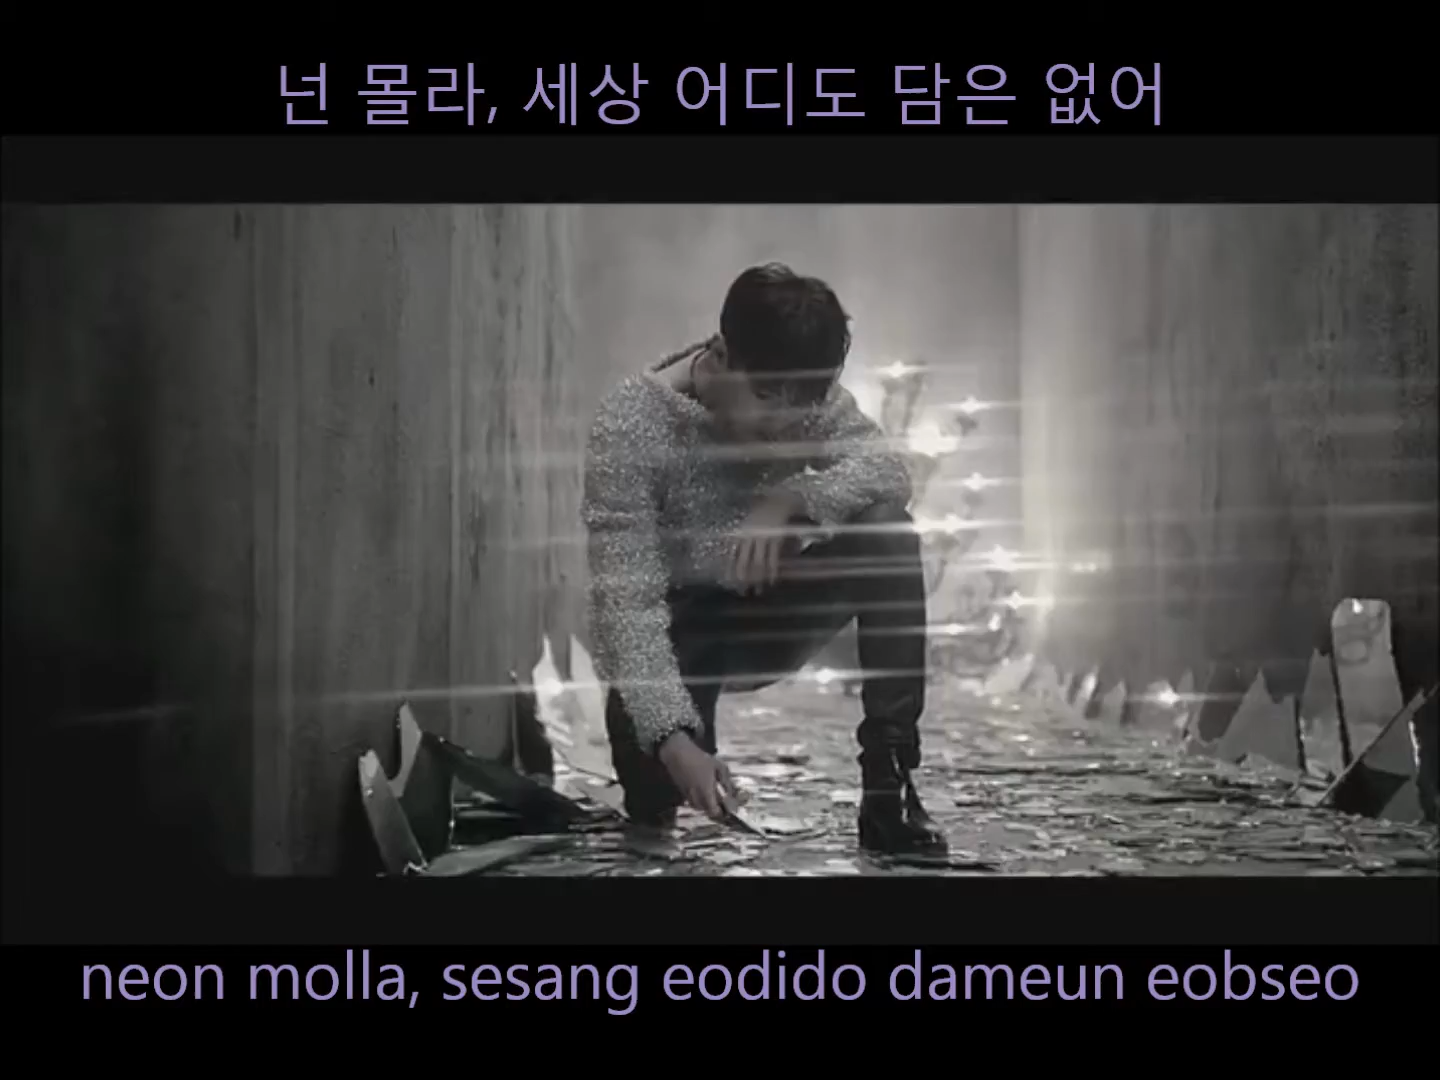 넌 몰라, 세상 어디도 담은 없어
neon molla, sesang eodido dameun eobseo